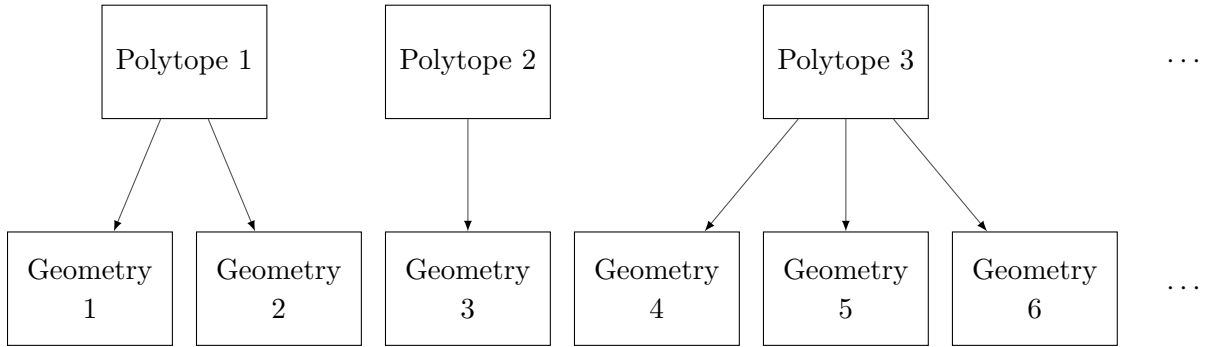 Polytope 1 Polytope 2 Polytope 3 ...
Geometry Geometry Geometry Geometry Geometry Geometry
1 2 3 4 5 6 ...